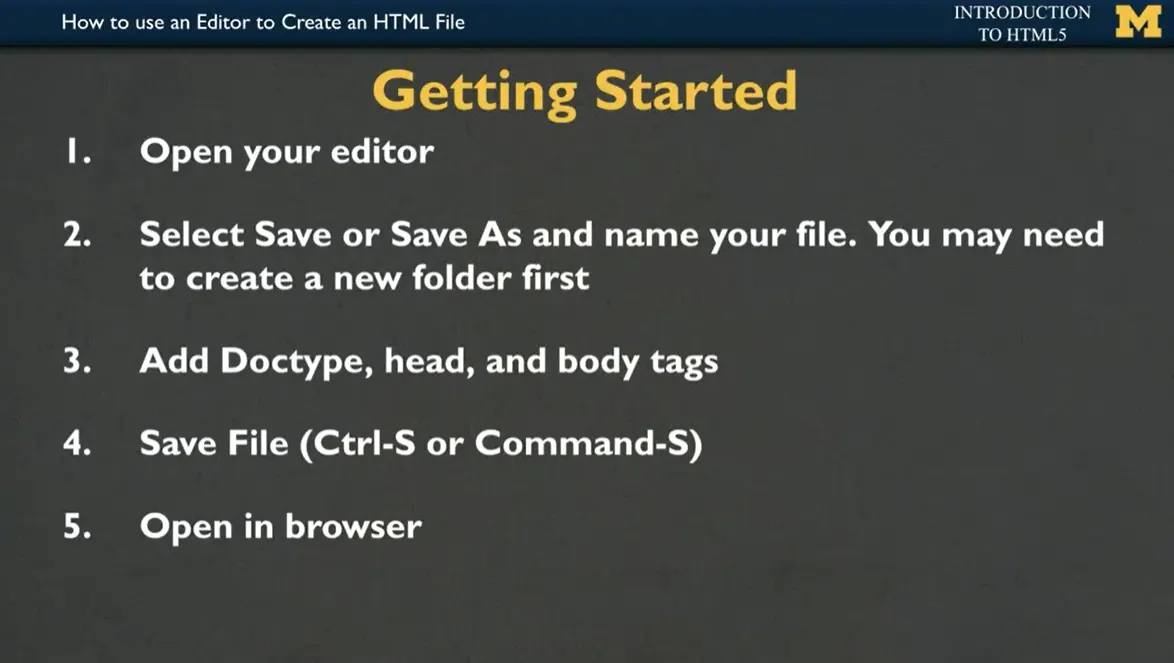 How to use an Editor to Create an HTML File
INTRODUCTION
TO HTML5
M
Getting Started
1. Open your editor
2. Select Save or Save As and name your file. You may need
to create a new folder first
3. Add Doctype, head, and body tags
4. Save File (Ctrl-S or Command-S)
5. Open in browser